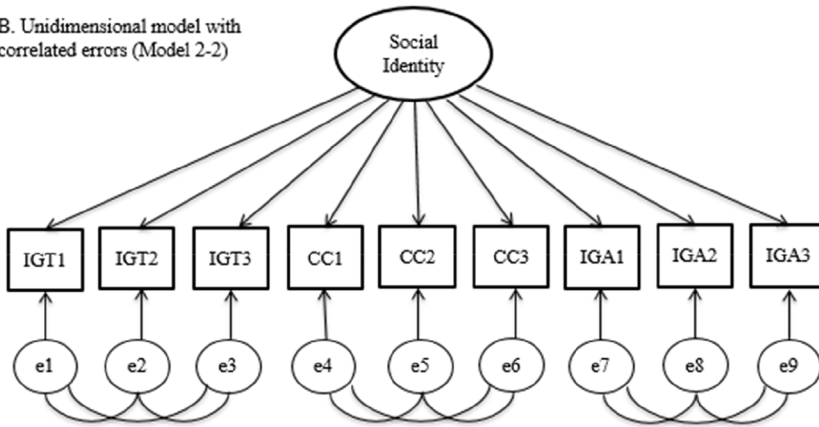 B. Unidimensional model with
correlated errors (Model 2-2)
Social
Identity
IGT1 IGT2 IGT3 CC1 CC2 CC3 IGA1 IGA2 IGA3
e1 e2 e3 e4 e5 e6 e7 e8 e9